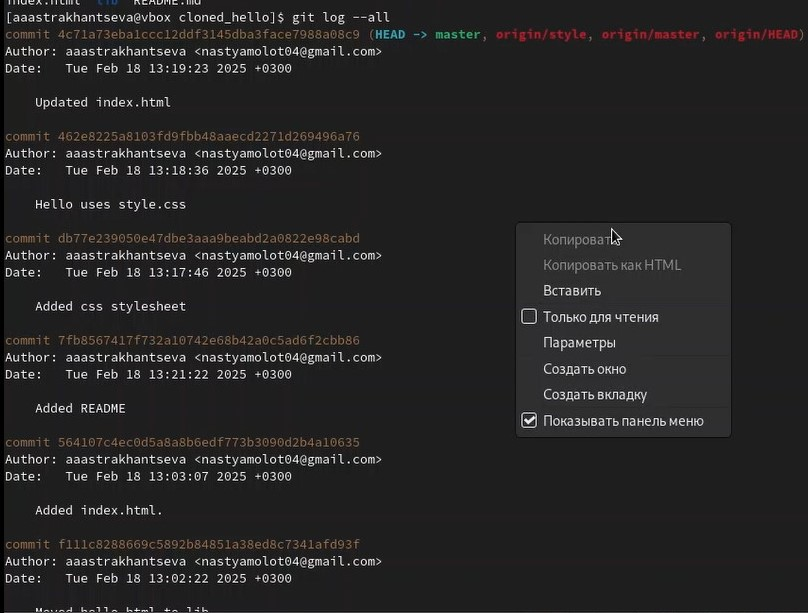 index.html lib README.md
[aaastrakhantseva@vbox cloned_hello]$ git log --all
commit 4c71a73eba1ccc12ddf3145dba3face7988a08c9 (HEAD -> master, origin/style, origin/master, origin/HEAD)
Author: aaastrakhantseva <nastyamolot04@gmail.com>
Date:   Tue Feb 18 13:19:23 2025 +0300
Updated index.html
commit 462e8225a8103fd9fbb48aaecd2271d269496a76
Author: aaastrakhantseva <nastyamolot04@gmail.com>
Date:   Tue Feb 18 13:18:36 2025 +0300
Hello uses style.css
commit db77e239050e47dbe3aaa9beabd2a0822e98cabd
Author: aaastrakhantseva <nastyamolot04@gmail.com>
Date:   Tue Feb 18 13:17:46 2025 +0300
Added css stylesheet
commit 7fb8567417f732a10742e68b42a0c5ad6f2cbb86
Author: aaastrakhantseva <nastyamolot04@gmail.com>
Date:   Tue Feb 18 13:21:22 2025 +0300
Added README
commit 564107c4ec0d5a8a8b6edf773b3090d2b4a10635
Author: aaastrakhantseva <nastyamolot04@gmail.com>
Date:   Tue Feb 18 13:03:07 2025 +0300
Added index.html.
commit f111c8288669c5892b84851a38ed8c7341afd93f
Author: aaastrakhantseva <nastyamolot04@gmail.com>
Date:   Tue Feb 18 13:02:22 2025 +0300
Moved hello.html to lib
Копировать
Копировать как HTML
Вставить
Только для чтения
Параметры
Создать окно
Создать вкладку
Показывать панель меню